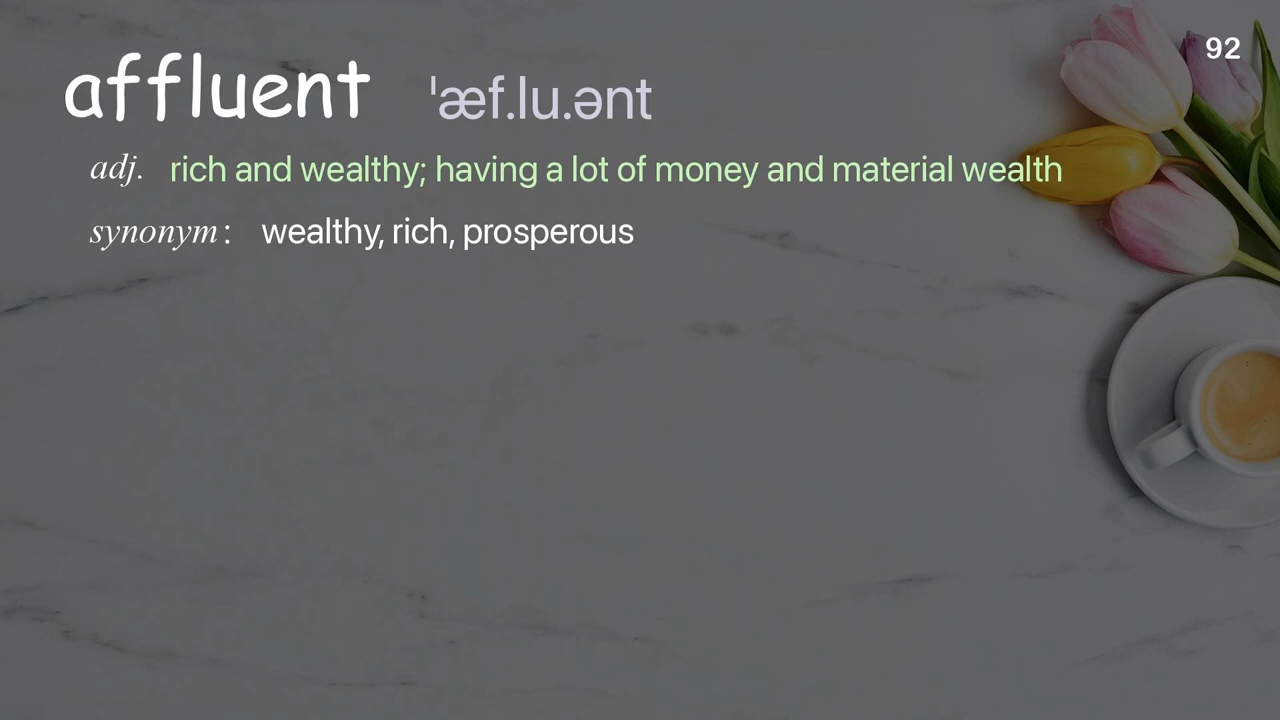 92
affluent ˈæf.lu.ənt
adj. rich and wealthy; having a lot of money and material wealth
synonym: wealthy, rich, prosperous